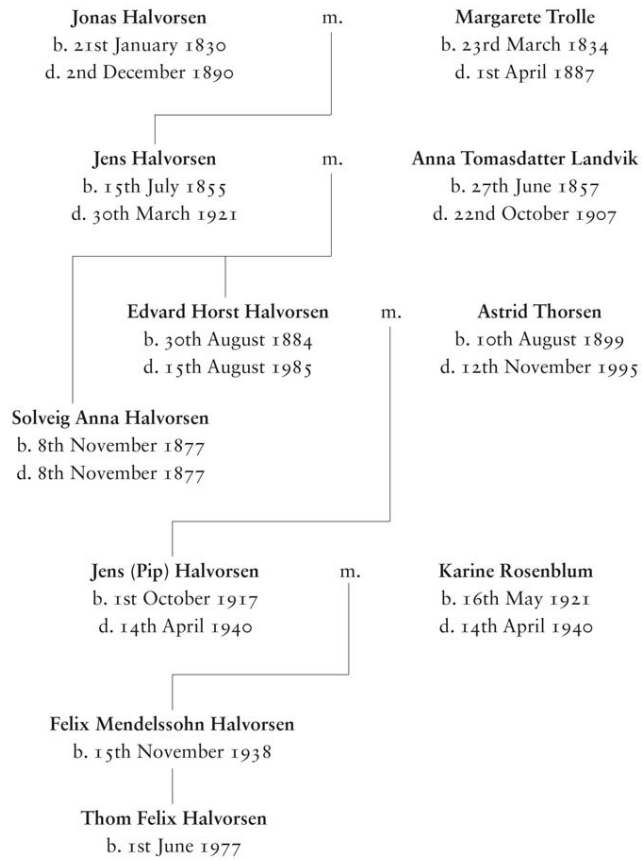 Jonas Halvorsen m. Margarete Trolle
b. 21st January 1830 b. 23rd March 1834
d. 2nd December 1890 d. 1st April 1887
Jens Halvorsen m. Anna Tomasdatter Landvik
b. 15th July 1855 b. 27th June 1857
d. 30th March 1921 d. 22nd October 1907
Edvard Horst Halvorsen m. Astrid Thorsen
b. 30th August 1884 b. 10th August 1899
d. 15th August 1985 d. 12th November 1995
Solveig Anna Halvorsen
b. 8th November 1877
d. 8th November 1877
Jens (Pip) Halvorsen m. Karine Rosenblum
b. 1st October 1917 b. 16th May 1921
d. 14th April 1940 d. 14th April 1940
Felix Mendelssohn Halvorsen
b. 15th November 1938
Thom Felix Halvorsen
b. 1st June 1977